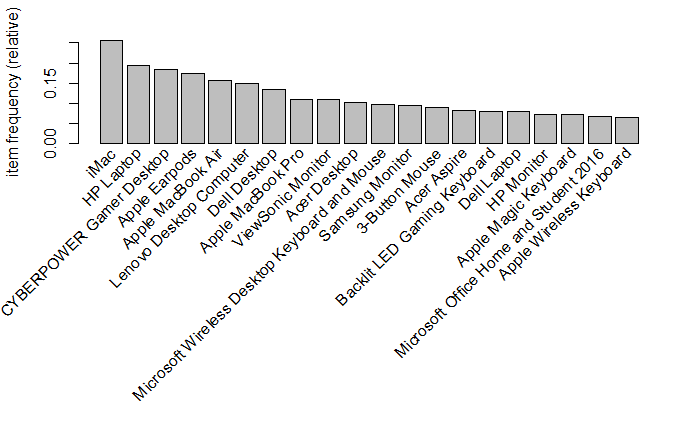 item frequency (relative)
0.15
0.00
iMac
HP Laptop
CYBERPOWER Gamer Desktop
Apple Earpods
Apple MacBook Air
Lenovo Desktop Computer
Dell Desktop
Apple MacBook Pro
ViewSonic Monitor
Acer Desktop
Microsoft Wireless Desktop Keyboard and Mouse
Samsung Monitor
3-Button Mouse
Acer Aspire
Backlit LED Gaming Keyboard
Dell Laptop
HP Monitor
Apple Magic Keyboard
Microsoft Office Home and Student 2016
Apple Wireless Keyboard